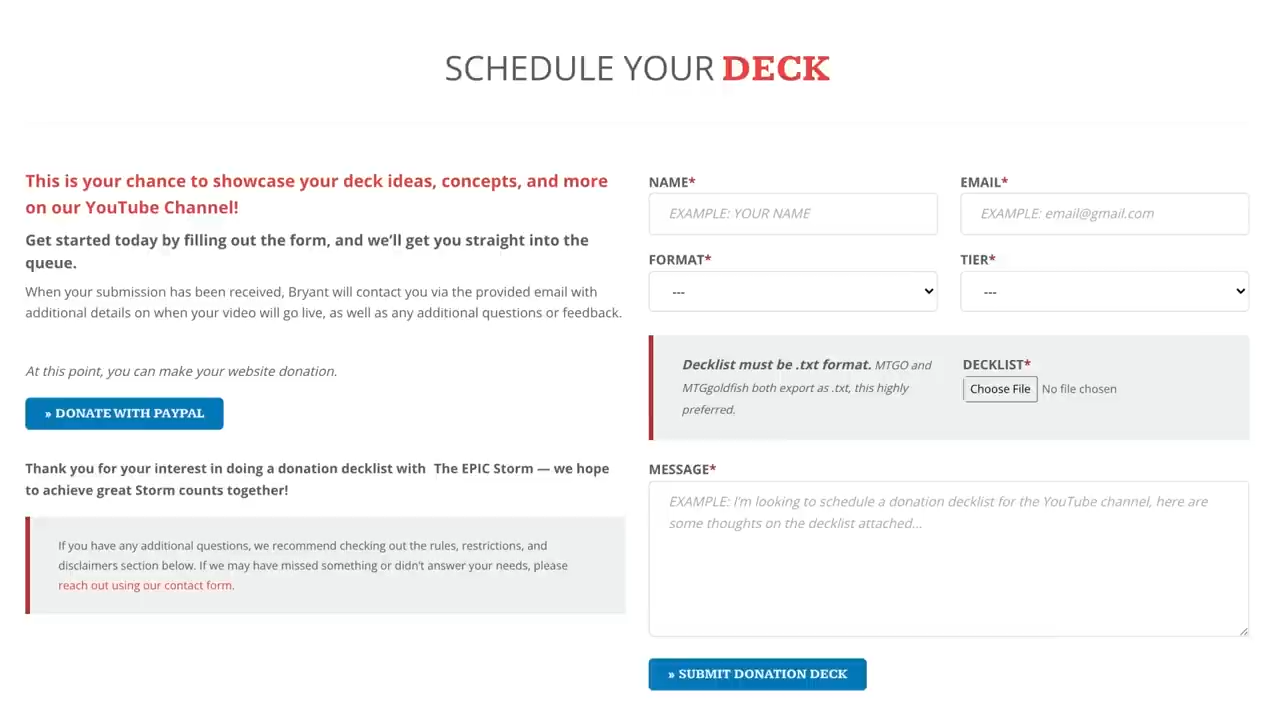 SCHEDULE YOUR DECK
This is your chance to showcase your deck ideas, concepts, and more
on our YouTube Channel!
Get started today by filling out the form, and we'll get you straight into the
queue.
When your submission has been received, Bryant will contact you via the provided email with
additional details on when your video will go live, as well as any additional questions or feedback.
At this point, you can make your website donation.
» DONATE WITH PAYPAL
Thank you for your interest in doing a donation decklist with The EPIC Storm — we hope
to achieve great Storm counts together!
If you have any additional questions, we recommend checking out the rules, restrictions, and
disclaimers section below. If we may have missed something or didn't answer your needs, please
reach out using our contact form.
NAME*
EXAMPLE: YOUR NAME
EMAIL*
EXAMPLE: email@gmail.com
FORMAT*
---
TIER*
---
Decklist must be .txt format. MTGO and
MTGgoldfish both export as .txt, this highly
preferred.
DECKLIST*
Choose File No file chosen
MESSAGE*
EXAMPLE: I'm looking to schedule a donation decklist for the YouTube channel, here are
some thoughts on the decklist attached...
» SUBMIT DONATION DECK